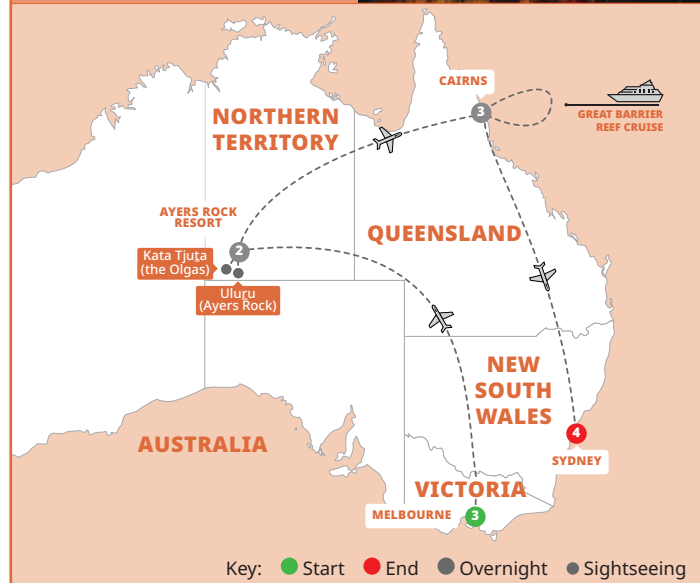 CAIRNS
3
GREAT BARRIER
REEF CRUISE
NORTHERN
TERRITORY
AYERS ROCK
RESORT
2
QUEENSLAND
Kata Tjuṯa
(the Olgas)
Uluṟu
(Ayers Rock)
NEW
SOUTH
WALES
4
SYDNEY
AUSTRALIA
VICTORIA
MELBOURNE
3
Key: Start End Overnight Sightseeing